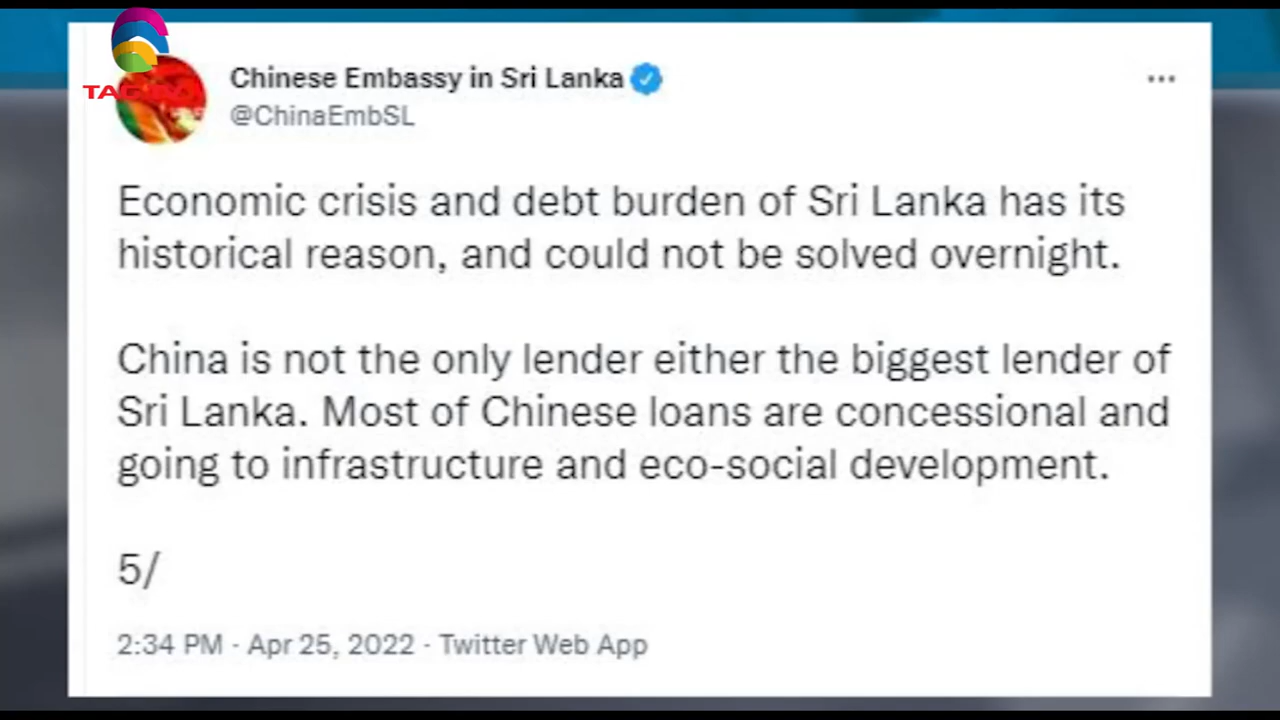 Chinese Embassy in Sri Lanka
@ChinaEmbSL
Economic crisis and debt burden of Sri Lanka has its
historical reason, and could not be solved overnight.
China is not the only lender either the biggest lender of
Sri Lanka. Most of Chinese loans are concessional and
going to infrastructure and eco-social development.
5/
2:34 PM · Apr 25, 2022 · Twitter Web App